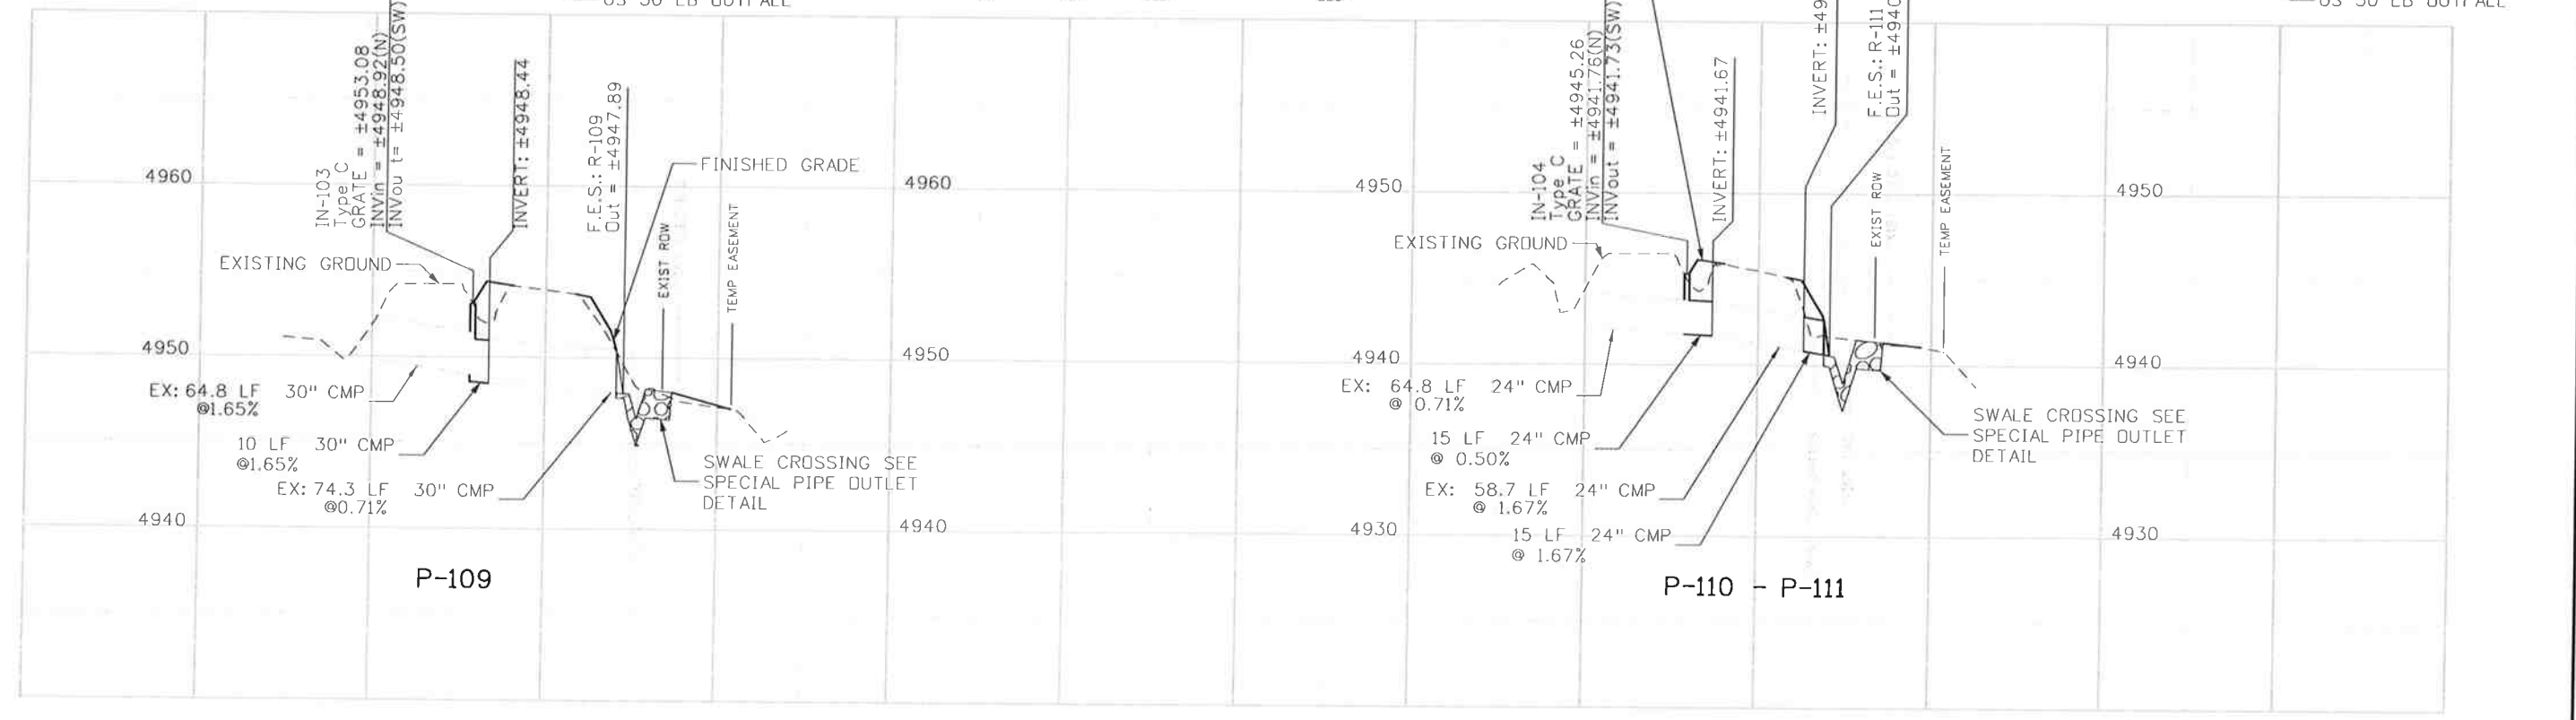 IN-103
Type C
GRATE = ±4953.08
INVin = ±4948.92(N)
INVou t= ±4948.50(SW)
INVERT: ±4948.44
F.E.S.: R-109
Out = ±4947.89
FINISHED GRADE
EXIST ROW
TEMP EASEMENT
EXISTING GROUND
4960
4960
4950
4950
4940
4940
EX: 64.8 LF 30" CMP
@1.65%
10 LF 30" CMP
@1.65%
EX: 74.3 LF 30" CMP
@0.71%
SWALE CROSSING SEE
SPECIAL PIPE OUTLET
DETAIL
P-109
IN-104
Type C
GRATE = ±4945.26
INVin = ±4941.76(N)
INVout = ±4941.73(SW)
INVERT: ±4941.67
INVERT: ±49
F.E.S.: R-111
Out = ±4940
EXIST ROW
TEMP EASEMENT
EXISTING GROUND
4950
4950
4940
4940
4930
4930
EX: 64.8 LF 24" CMP
@ 0.71%
15 LF 24" CMP
@ 0.50%
EX: 58.7 LF 24" CMP
@ 1.67%
15 LF 24" CMP
@ 1.67%
SWALE CROSSING SEE
SPECIAL PIPE OUTLET
DETAIL
P-110 - P-111